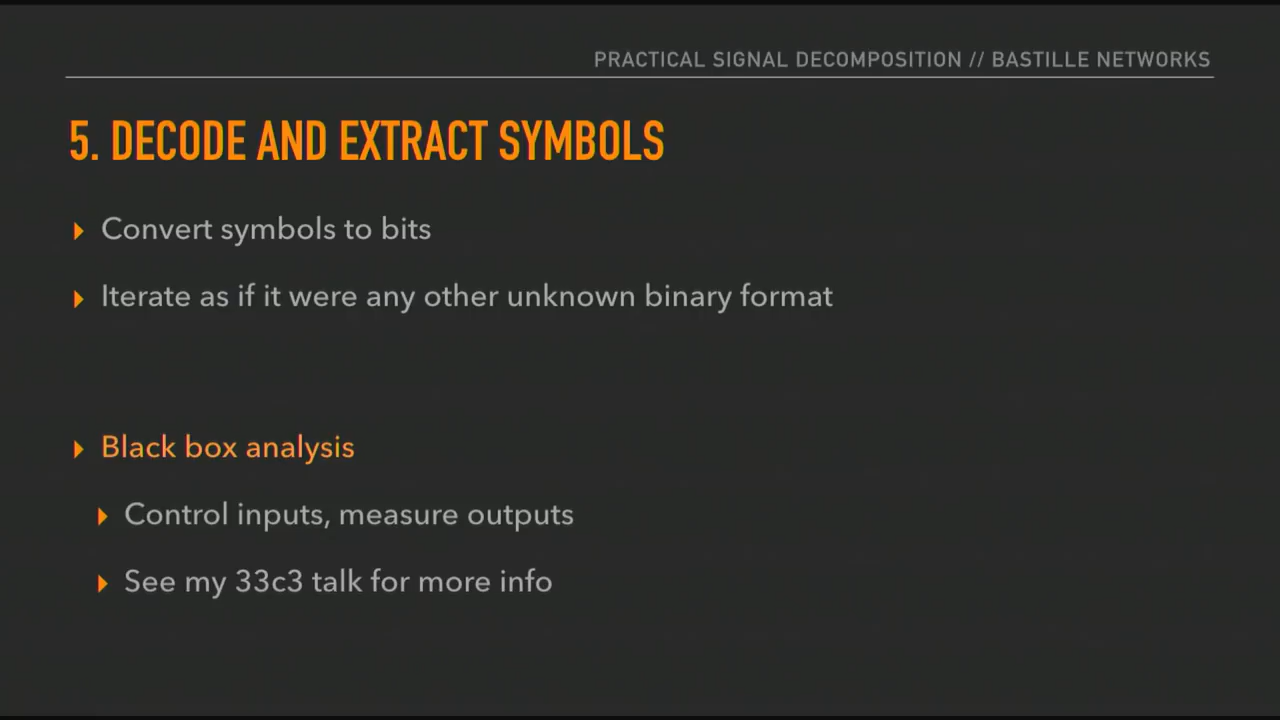 PRACTICAL SIGNAL DECOMPOSITION // BASTILLE NETWORKS
5. DECODE AND EXTRACT SYMBOLS
Convert symbols to bits
Iterate as if it were any other unknown binary format
Black box analysis
Control inputs, measure outputs
See my 33c3 talk for more info